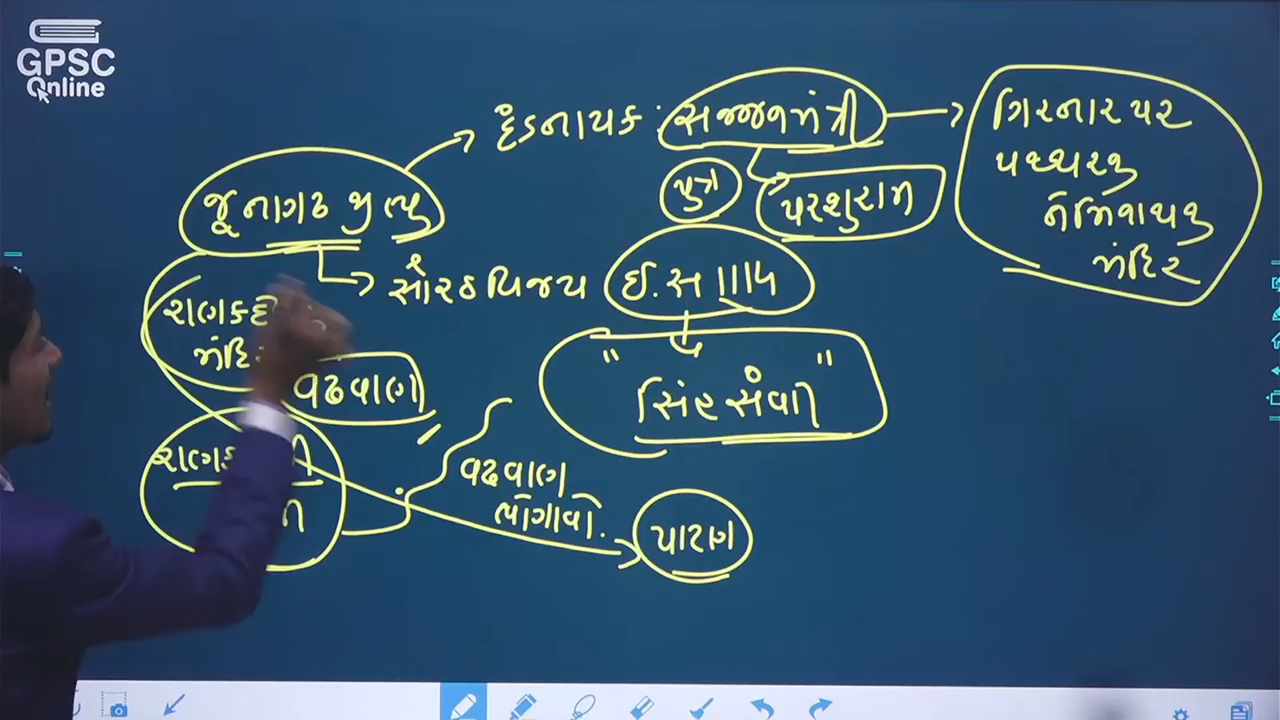 GPSC
Online
દંડનાયક : સજ્જનમંત્રી
ગિરનાર પર
પથ્થરનુ
નેમિનાથનુ
મંદિર
પુત્ર
પરશુરામ
જૂનાગઢ જીત્યુ
સોરઠ વિજય
ઈ.સ 1114
"સિંહ સંવત"
મંદિર
વઢવાણ
વઢવાણ
ભોગાવો.
પાટણ